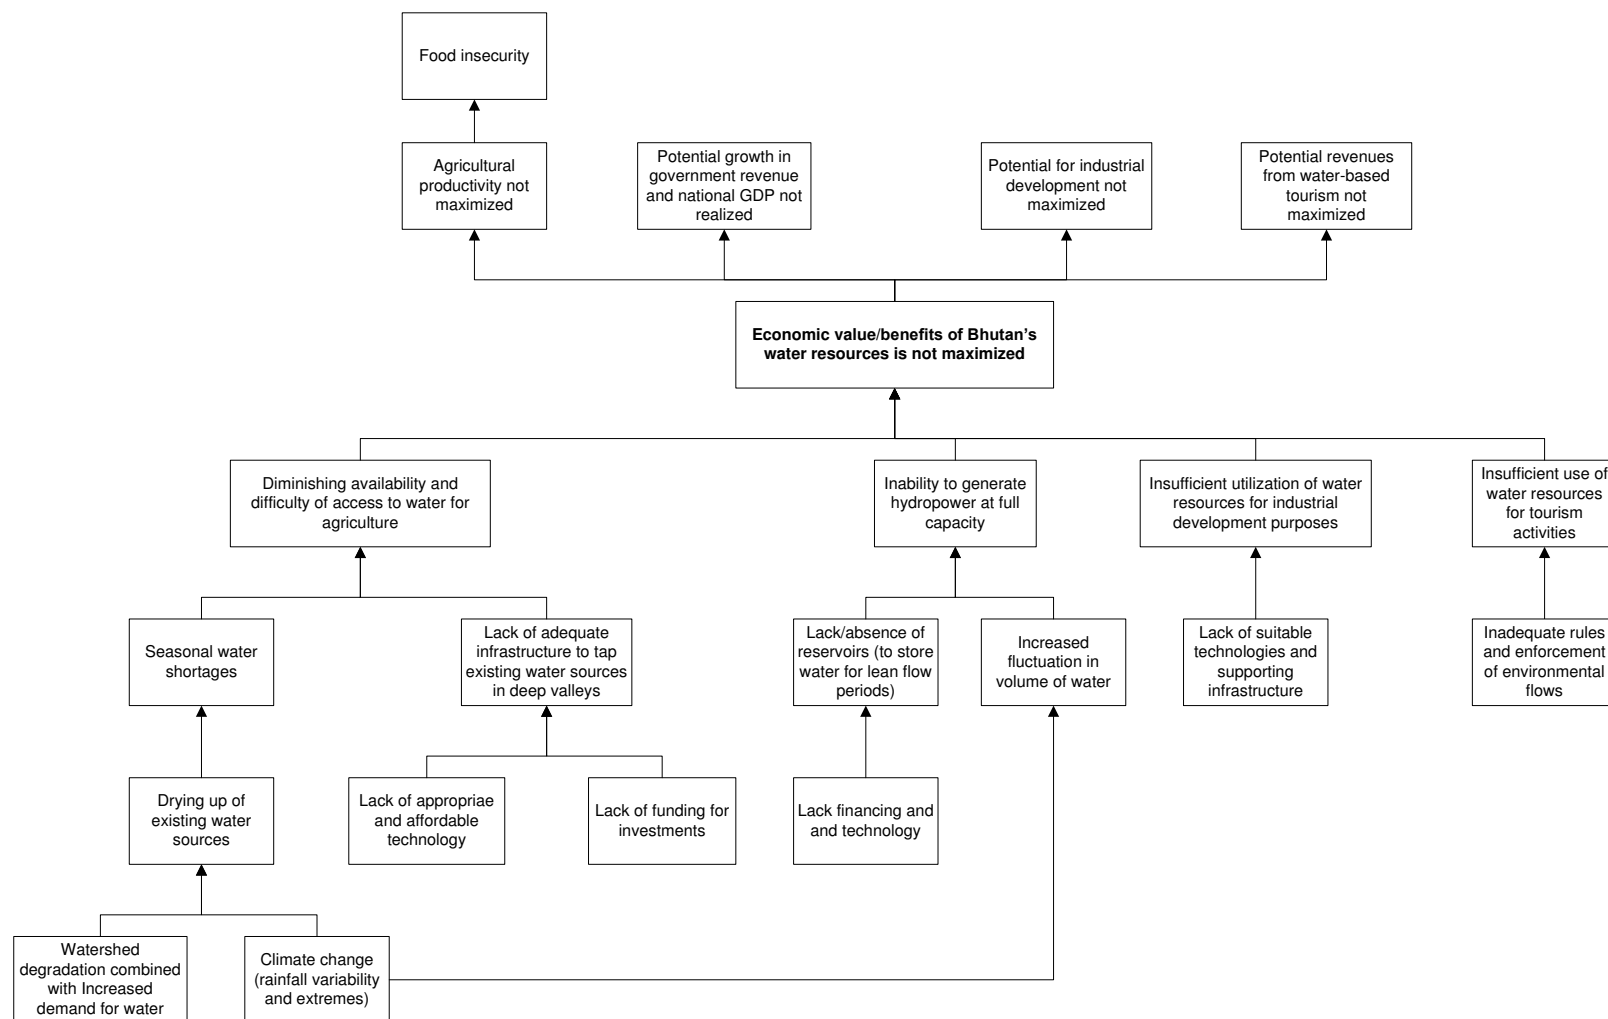 Food insecurity
Agricultural
productivity not
maximized
Potential growth in
government revenue
and national GDP not
realized
Potential for industrial
development not
maximized
Potential revenues
from water-based
tourism not
maximized
Economic value/benefits of Bhutan’s
water resources is not maximized
Diminishing availability and
difficulty of access to water for
agriculture
Inability to generate
hydropower at full
capacity
Insufficient utilization of water
resources for industrial
development purposes
Insufficient use of
water resources
for tourism
activities
Seasonal water
shortages
Lack of adequate
infrastructure to tap
existing water sources
in deep valleys
Lack/absence of
reservoirs (to store
water for lean flow
periods)
Increased
fluctuation in
volume of water
Lack of suitable
technologies and
supporting
infrastructure
Inadequate rules
and enforcement
of environmental
flows
Drying up of
existing water
sources
Lack of appropriae
and affordable
technology
Lack of funding for
investments
Lack financing and
and technology
Watershed
degradation combined
with Increased
demand for water
Climate change
(rainfall variability
and extremes)